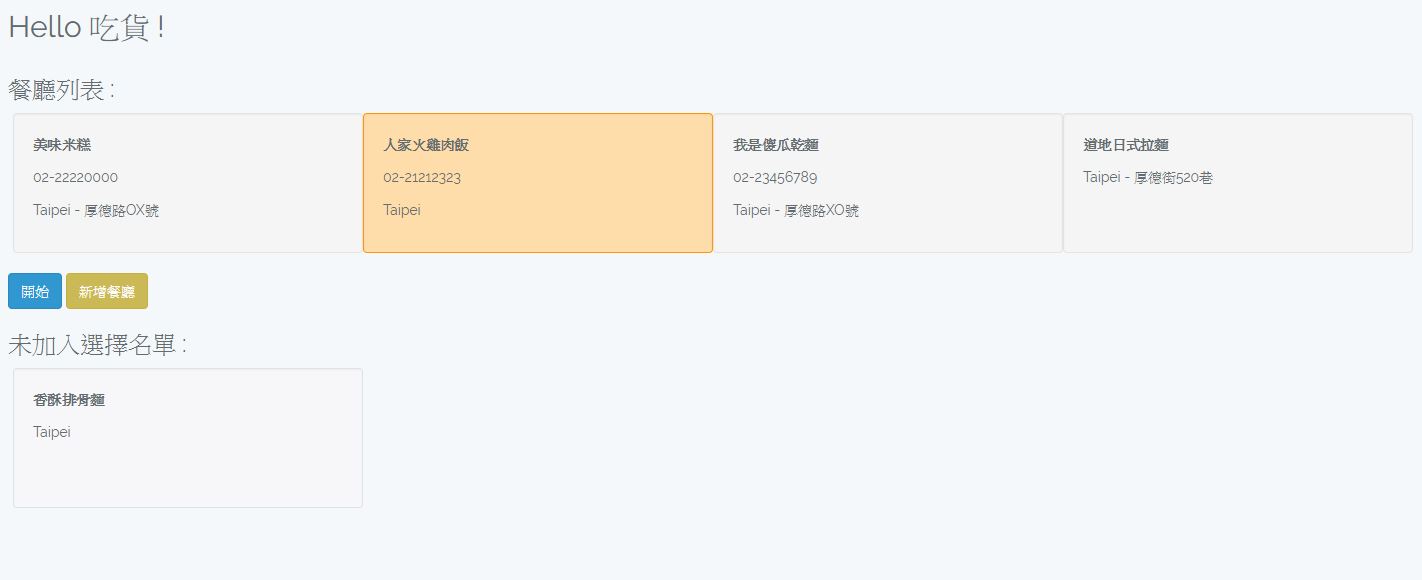 Hello 吃貨 !
餐廳列表 :
美味米糕
02-22220000
Taipei - 厚德路OX號
人家火雞肉飯
02-21212323
Taipei
我是傻瓜乾麵
02-23456789
Taipei - 厚德路XO號
道地日式拉麵
Taipei - 厚德街520巷
開始
新增餐廳
未加入選擇名單 :
香酥排骨麵
Taipei